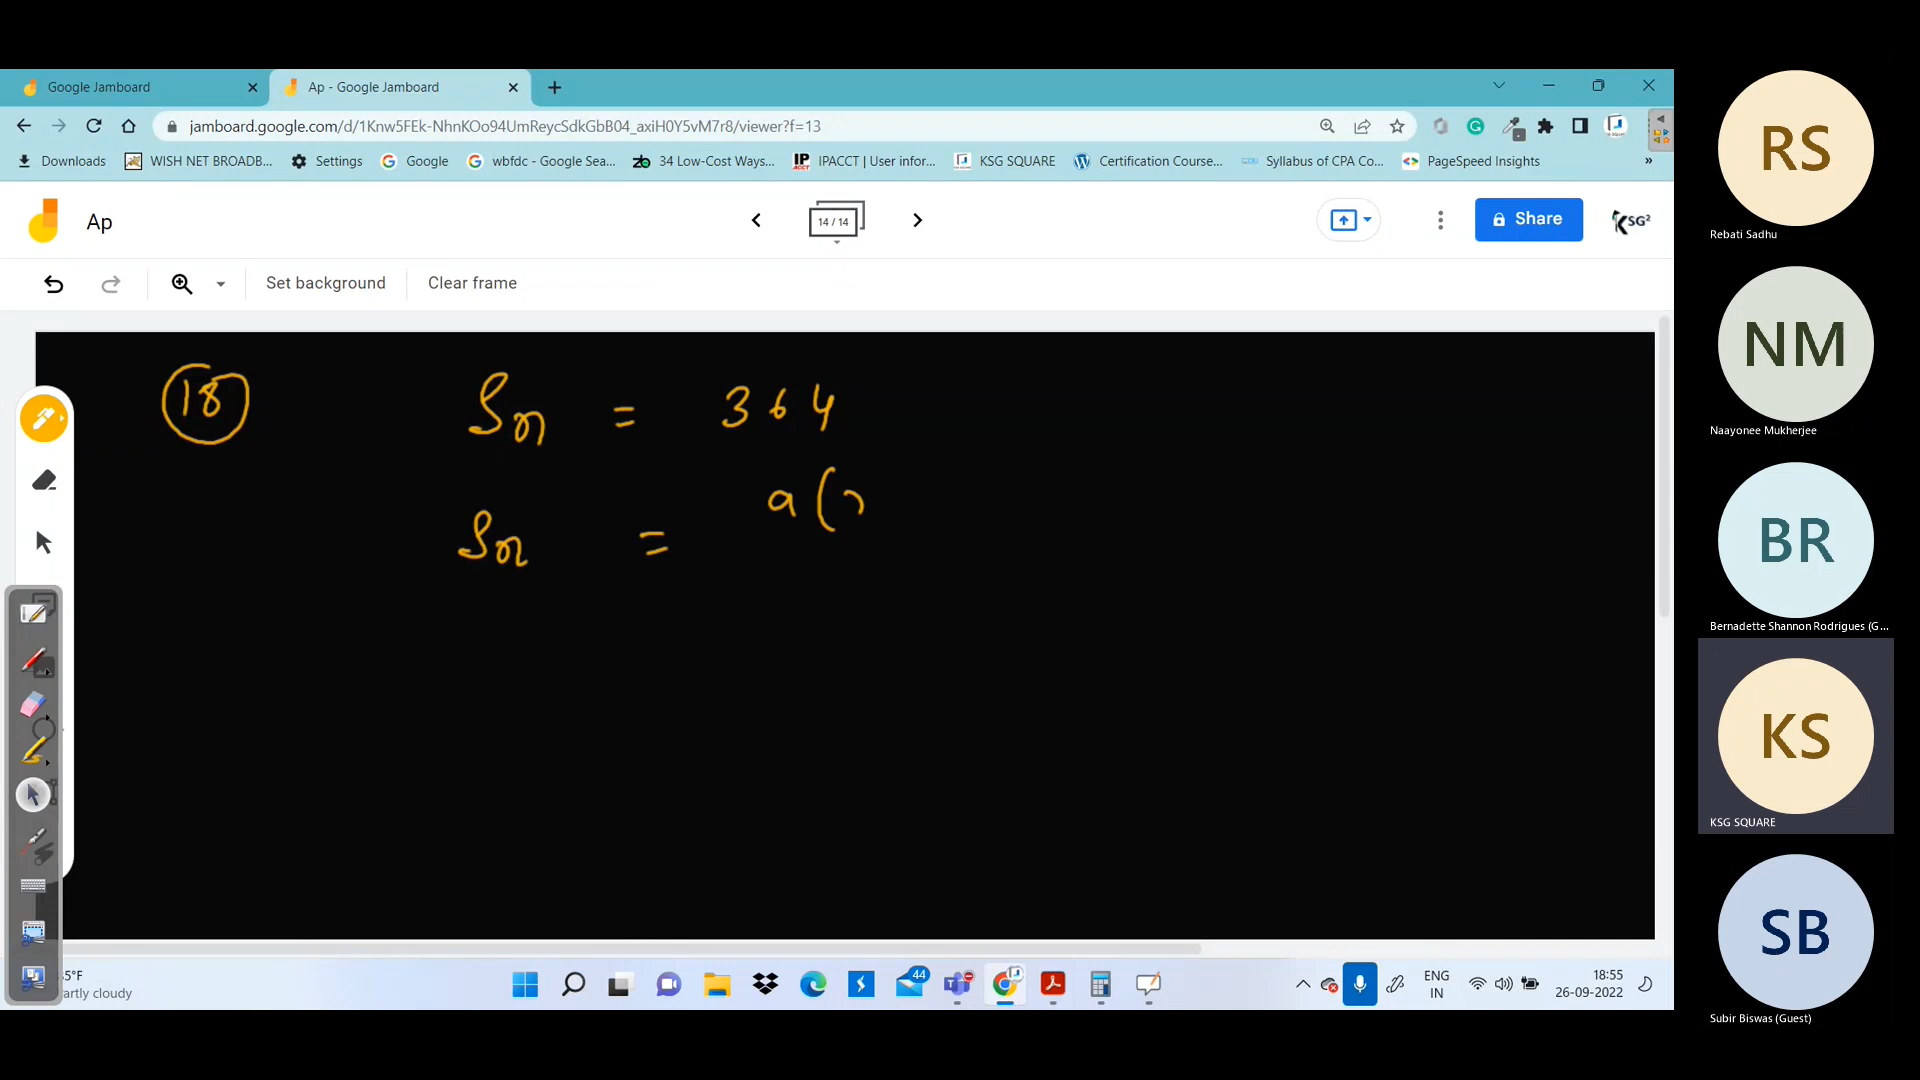 Google Jamboard
Ap - Google Jamboard
jamboard.google.com/d/1Knw5FEk-NhnKOo94UmReycSdkGbB04_axiH0Y5vM7r8/viewer?f=13
Downloads WISH NET BROADB... Settings Google wbfdc - Google Sea... 34 Low-Cost Ways... IPACCT | User infor... KSG SQUARE Certification Course... Syllabus of CPA Co... PageSpeed Insights »
Ap
14 / 14
Share
KSG²
Set background Clear frame
18 Sn = 364
Sn = a (
5°F
artly cloudy
44
ENG
IN
18:55
26-09-2022
RS
Rebati Sadhu
NM
Naayonee Mukherjee
BR
Bernadette Shannon Rodrigues (G...
KS
KSG SQUARE
SB
Subir Biswas (Guest)